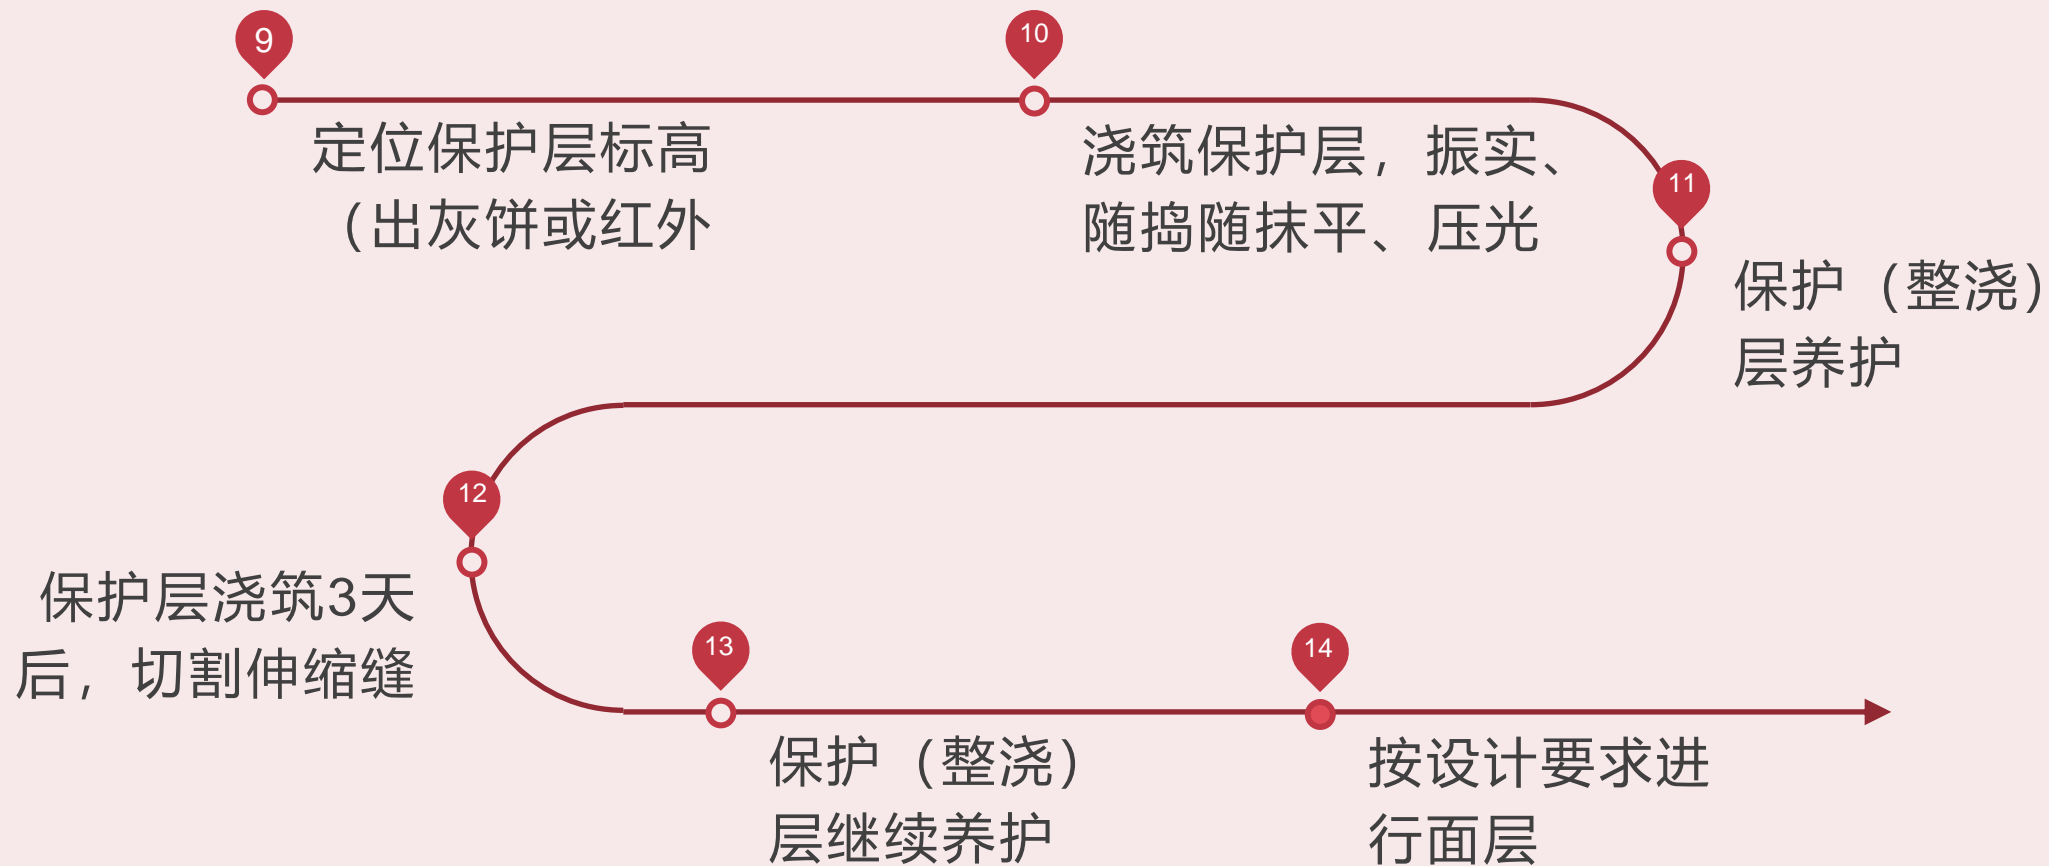 9
定位保护层标高
（出灰饼或红外
10
浇筑保护层，振实、
随捣随抹平、压光
11
保护（整浇）
层养护
12
保护层浇筑3天
后，切割伸缩缝
13
保护（整浇）
层继续养护
14
按设计要求进
行面层